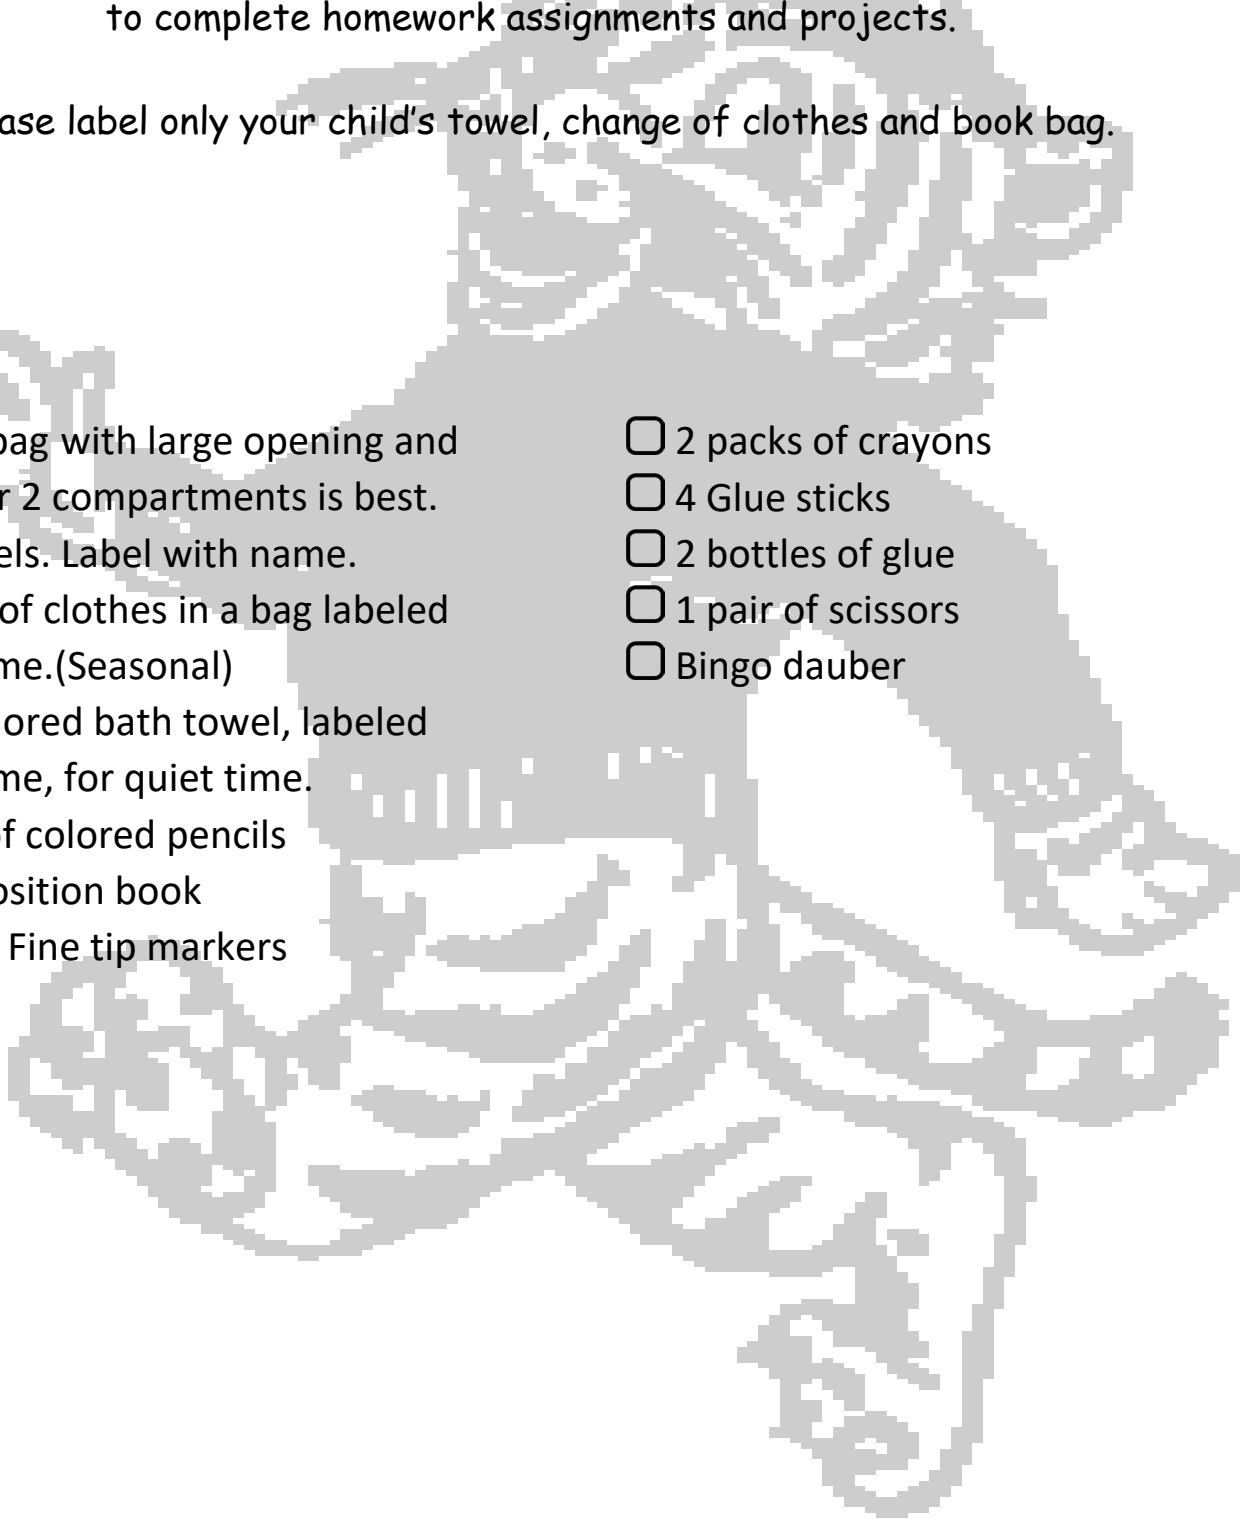 to complete homework assignments and projects.
ase label only your child's towel, change of clothes and book bag.
bag with large opening and
r 2 compartments is best.
els. Label with name.
of clothes in a bag labeled
me.(Seasonal)
lored bath towel, labeled
me, for quiet time.
of colored pencils
osition book
Fine tip markers
2 packs of crayons
4 Glue sticks
2 bottles of glue
1 pair of scissors
Bingo dauber